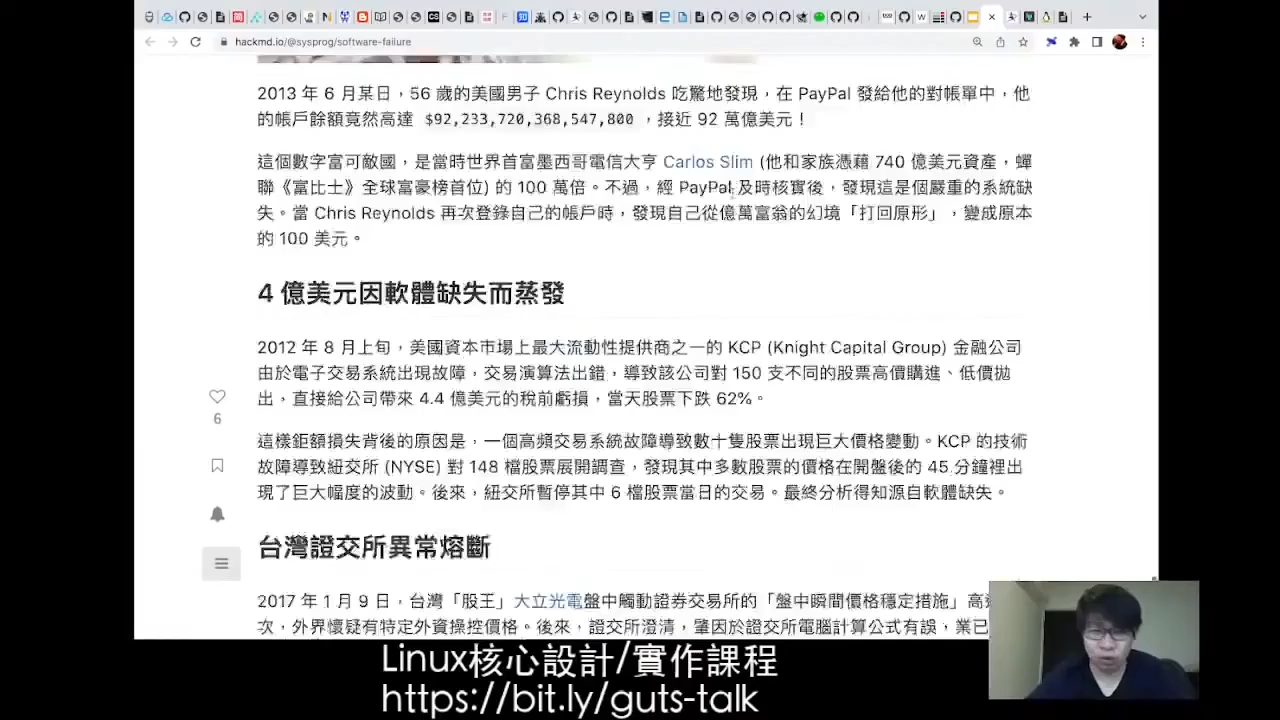 hackmd.io/@sysprog/software-failure
2013 年 6 月某日，56 歲的美國男子 Chris Reynolds 吃驚地發現，在 PayPal 發給他的對帳單中，他
的帳戶餘額竟然高達 $92,233,720,368,547,800 ，接近 92 萬億美元！
這個數字富可敵國，是當時世界首富墨西哥電信大亨 Carlos Slim (他和家族憑藉 740 億美元資產，蟬
聯《富比士》全球富豪榜首位) 的 100 萬倍。不過，經 PayPal 及時核實後，發現這是個嚴重的系統缺
失。當 Chris Reynolds 再次登錄自己的帳戶時，發現自己從億萬富翁的幻境「打回原形」，變成原本
的 100 美元。
4 億美元因軟體缺失而蒸發
2012 年 8 月上旬，美國資本市場上最大流動性提供商之一的 KCP (Knight Capital Group) 金融公司
由於電子交易系統出現故障，交易演算法出錯，導致該公司對 150 支不同的股票高價購進、低價拋
出，直接給公司帶來 4.4 億美元的稅前虧損，當天股票下跌 62%。
6
這樣鉅額損失背後的原因是，一個高頻交易系統故障導致數十隻股票出現巨大價格變動。KCP 的技術
故障導致紐交所 (NYSE) 對 148 檔股票展開調查，發現其中多數股票的價格在開盤後的 45 分鐘裡出
現了巨大幅度的波動。後來，紐交所暫停其中 6 檔股票當日的交易。最終分析得知源自軟體缺失。
台灣證交所異常熔斷
2017 年 1 月 9 日，台灣「股王」大立光電盤中觸動證券交易所的「盤中瞬間價格穩定措施」高
次，外界懷疑有特定外資操控價格。後來，證交所澄清，肇因於證交所電腦計算公式有誤，業已
Linux核心設計/實作課程
https://bit.ly/guts-talk